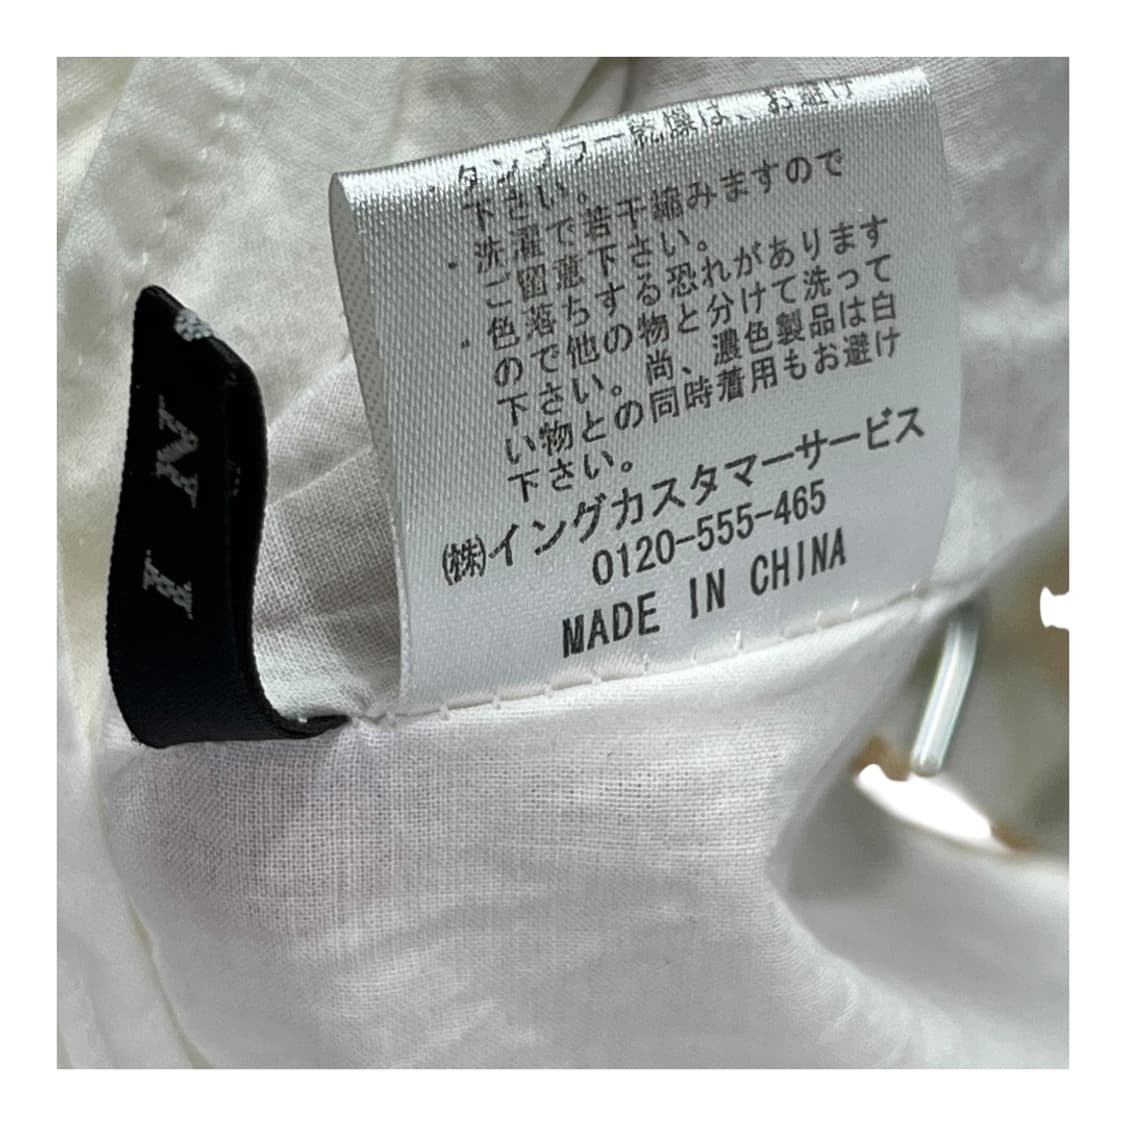 ・タンブラー乾燥は、お避け
下さい。
・洗濯で若干縮みますので
ご留意下さい。
・色落ちする恐れがあります
ので他の物と分けて洗って
下さい。尚、濃色製品は白
い物との同時着用もお避け
下さい。
㈱イングカスタマーサービス
0120-555-465
MADE IN CHINA
N I